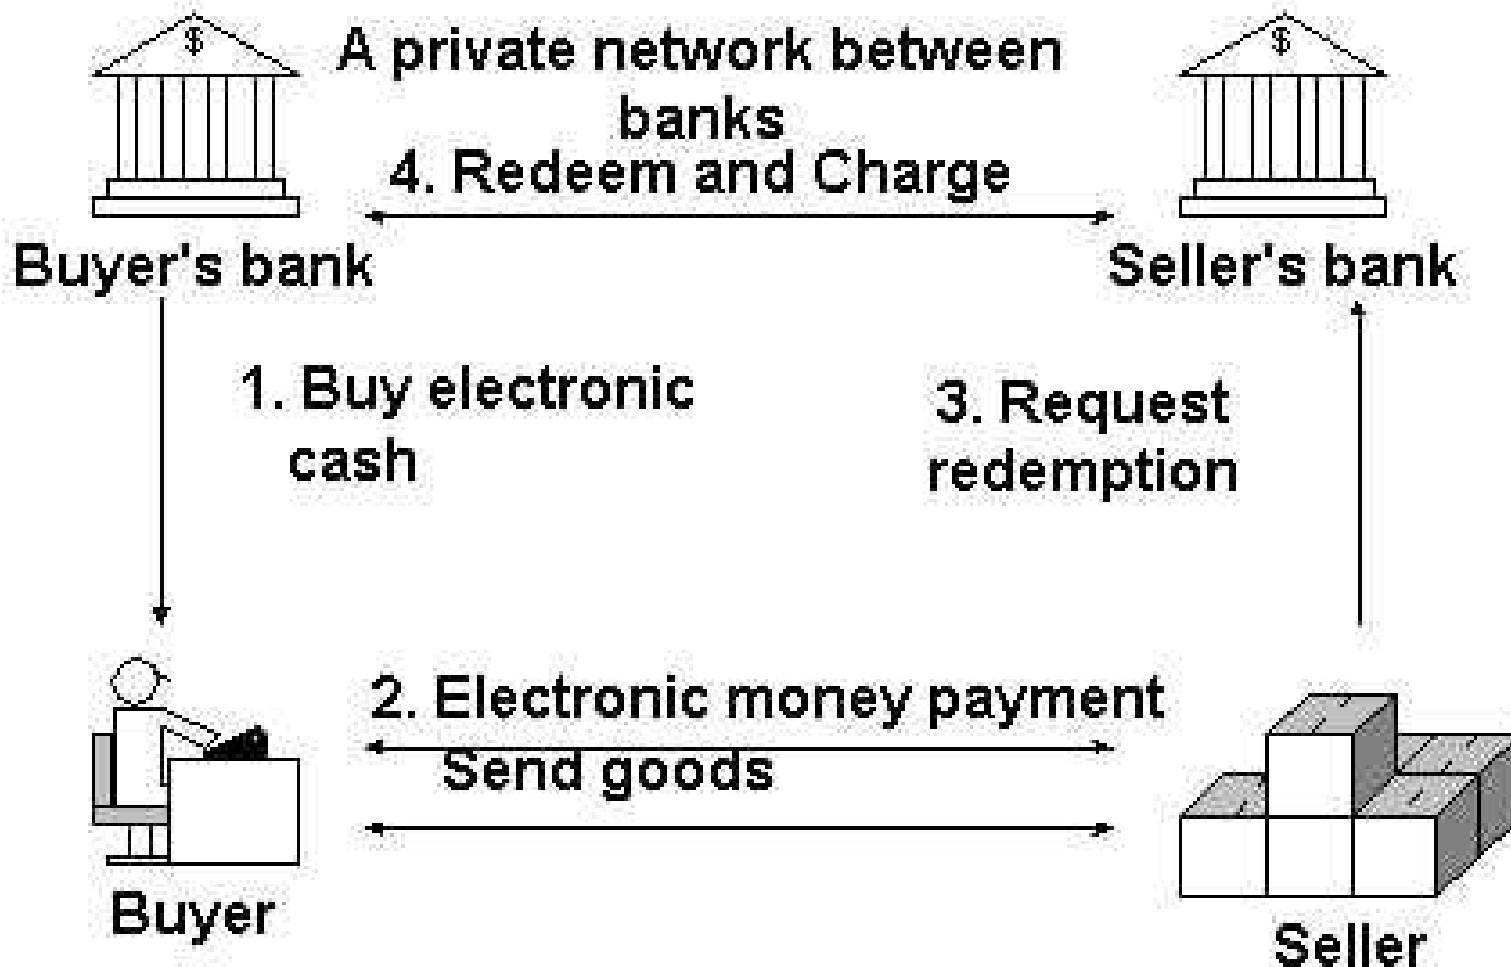 $
$
A private network between
banks
4. Redeem and Charge
Buyer's bank
Seller's bank
1. Buy electronic
cash
3. Request
redemption
2. Electronic money payment
Send goods
Buyer
Seller